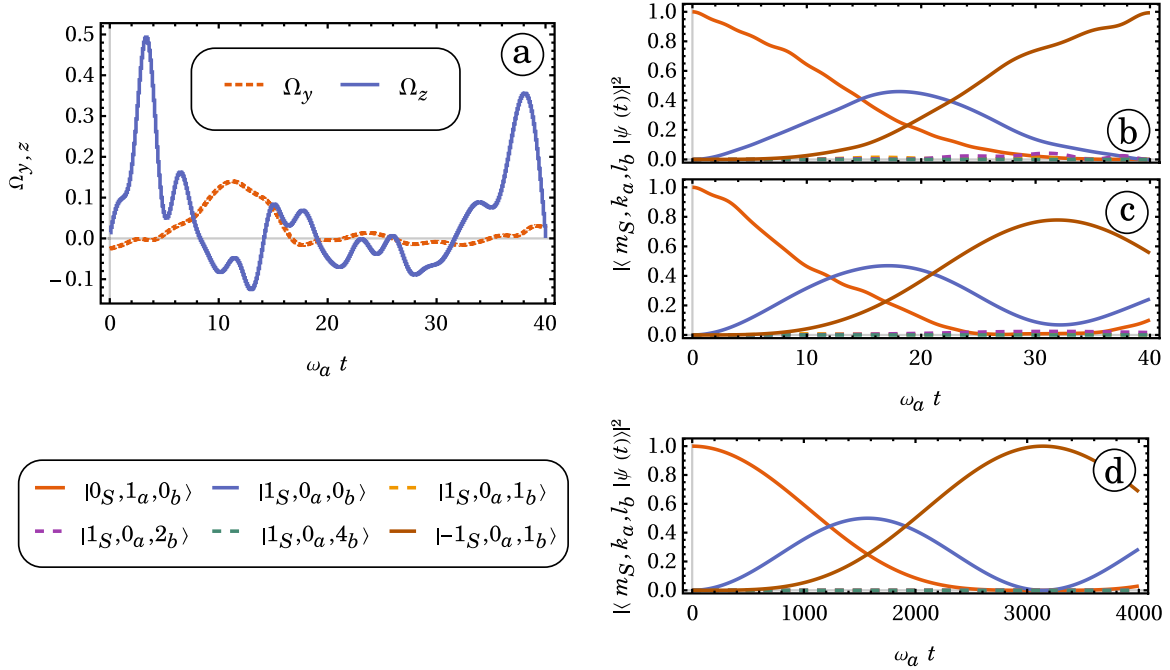 a
0.5
0.4
0.3
0.2
0.1
0.0
−0.1
Ω_{y,z}
Ω_y Ω_z
0 10 20 30 40
ω_a t
|0_S,1_a,0_b⟩ |1_S,0_a,0_b⟩ |1_S,0_a,1_b⟩
|1_S,0_a,2_b⟩ |1_S,0_a,4_b⟩ |−1_S,0_a,1_b⟩
|⟨ m_S, k_a, l_b |ψ (t)⟩|²
1.0
0.8
0.6
0.4
0.2
0.0
b
1.0
0.8
0.6
0.4
0.2
0.0
c
0 10 20 30 40
ω_a t
|⟨ m_S, k_a, l_b |ψ (t)⟩|²
1.0
0.8
0.6
0.4
0.2
0.0
d
0 1000 2000 3000 4000
ω_a t